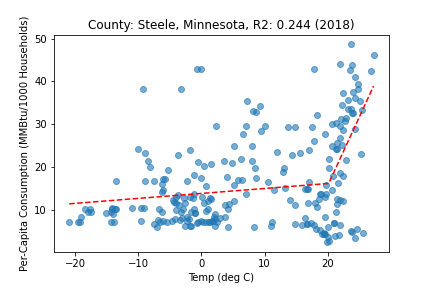 County: Steele, Minnesota, R2: 0.244 (2018)
Per-Capita Consumption (MMBtu/1000 Households)
50
40
30
20
10
−20 −10 0 10 20
Temp (deg C)